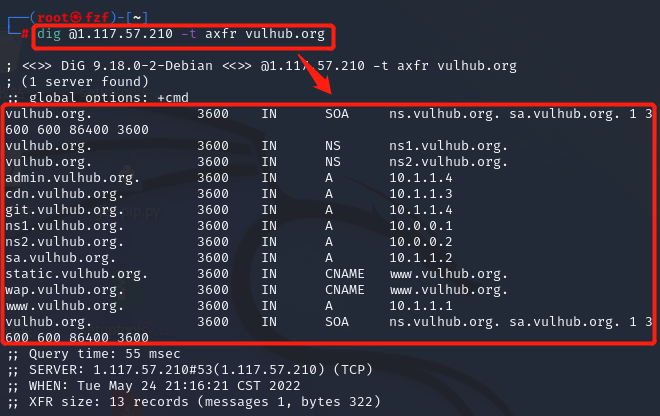 ┌──(root㉿fzf)-[~]
└─# dig @1.117.57.210 -t axfr vulhub.org
; <<>> DiG 9.18.0-2-Debian <<>> @1.117.57.210 -t axfr vulhub.org
; (1 server found)
;; global options: +cmd
vulhub.org. 3600 IN SOA ns.vulhub.org. sa.vulhub.org. 1 3
600 600 86400 3600
vulhub.org. 3600 IN NS ns1.vulhub.org.
vulhub.org. 3600 IN NS ns2.vulhub.org.
admin.vulhub.org. 3600 IN A 10.1.1.4
cdn.vulhub.org. 3600 IN A 10.1.1.3
git.vulhub.org. 3600 IN A 10.1.1.4
ns1.vulhub.org. 3600 IN A 10.0.0.1
ns2.vulhub.org. 3600 IN A 10.0.0.2
sa.vulhub.org. 3600 IN A 10.1.1.2
static.vulhub.org. 3600 IN CNAME www.vulhub.org.
wap.vulhub.org. 3600 IN CNAME www.vulhub.org.
www.vulhub.org. 3600 IN A 10.1.1.1
vulhub.org. 3600 IN SOA ns.vulhub.org. sa.vulhub.org. 1 3
600 600 86400 3600
;; Query time: 55 msec
;; SERVER: 1.117.57.210#53(1.117.57.210) (TCP)
;; WHEN: Tue May 24 21:16:21 CST 2022
;; XFR size: 13 records (messages 1, bytes 322)